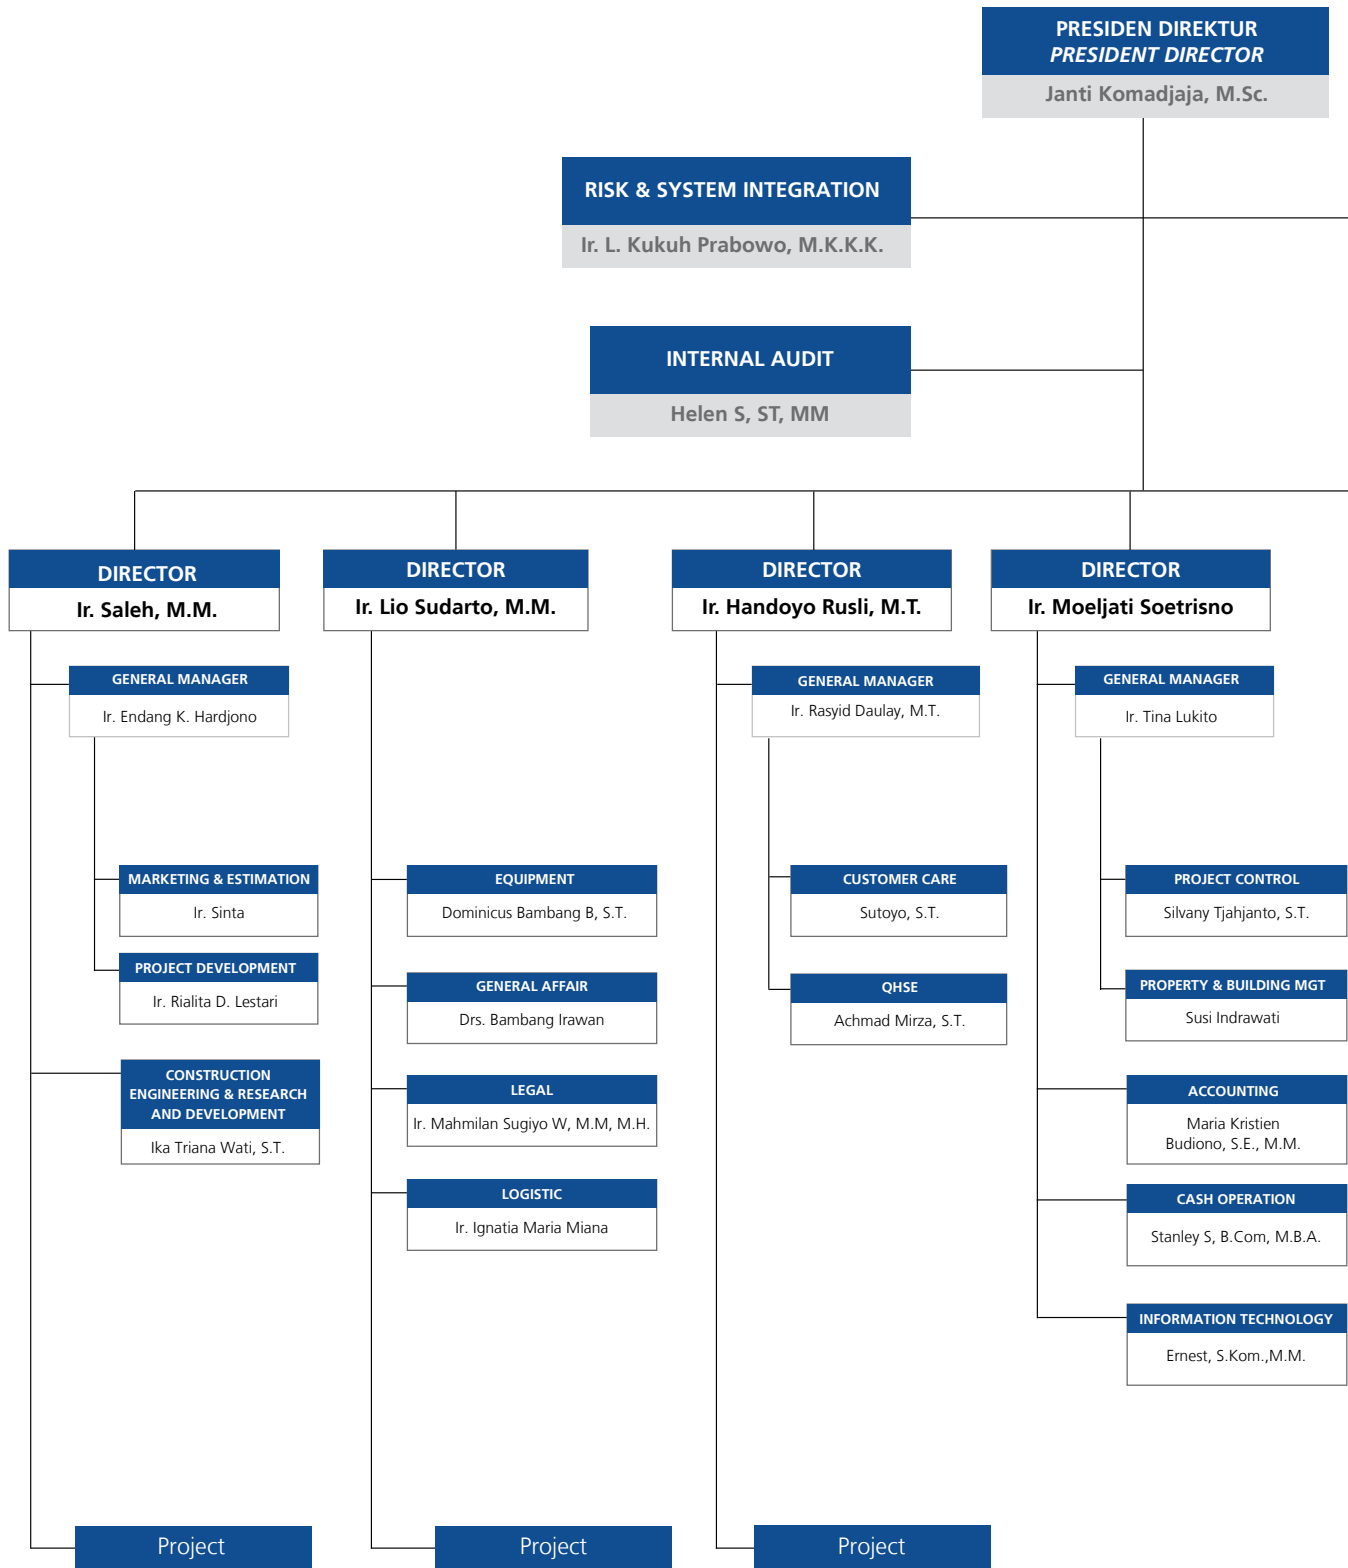 PRESIDEN DIREKTUR
PRESIDENT DIRECTOR
Janti Komadjaja, M.Sc.
RISK & SYSTEM INTEGRATION
Ir. L. Kukuh Prabowo, M.K.K.K.
INTERNAL AUDIT
Helen S, ST, MM
DIRECTOR
Ir. Saleh, M.M.
GENERAL MANAGER
Ir. Endang K. Hardjono
MARKETING & ESTIMATION
Ir. Sinta
PROJECT DEVELOPMENT
Ir. Rialita D. Lestari
CONSTRUCTION
ENGINEERING & RESEARCH
AND DEVELOPMENT
Ika Triana Wati, S.T.
Project
DIRECTOR
Ir. Lio Sudarto, M.M.
EQUIPMENT
Dominicus Bambang B, S.T.
GENERAL AFFAIR
Drs. Bambang Irawan
LEGAL
Ir. Mahmilan Sugiyo W, M.M, M.H.
LOGISTIC
Ir. Ignatia Maria Miana
Project
DIRECTOR
Ir. Handoyo Rusli, M.T.
GENERAL MANAGER
Ir. Rasyid Daulay, M.T.
CUSTOMER CARE
Sutoyo, S.T.
QHSE
Achmad Mirza, S.T.
Project
DIRECTOR
Ir. Moeljati Soetrisno
GENERAL MANAGER
Ir. Tina Lukito
PROJECT CONTROL
Silvany Tjahjanto, S.T.
PROPERTY & BUILDING MGT
Susi Indrawati
ACCOUNTING
Maria Kristien
Budiono, S.E., M.M.
CASH OPERATION
Stanley S, B.Com, M.B.A.
INFORMATION TECHNOLOGY
Ernest, S.Kom.,M.M.